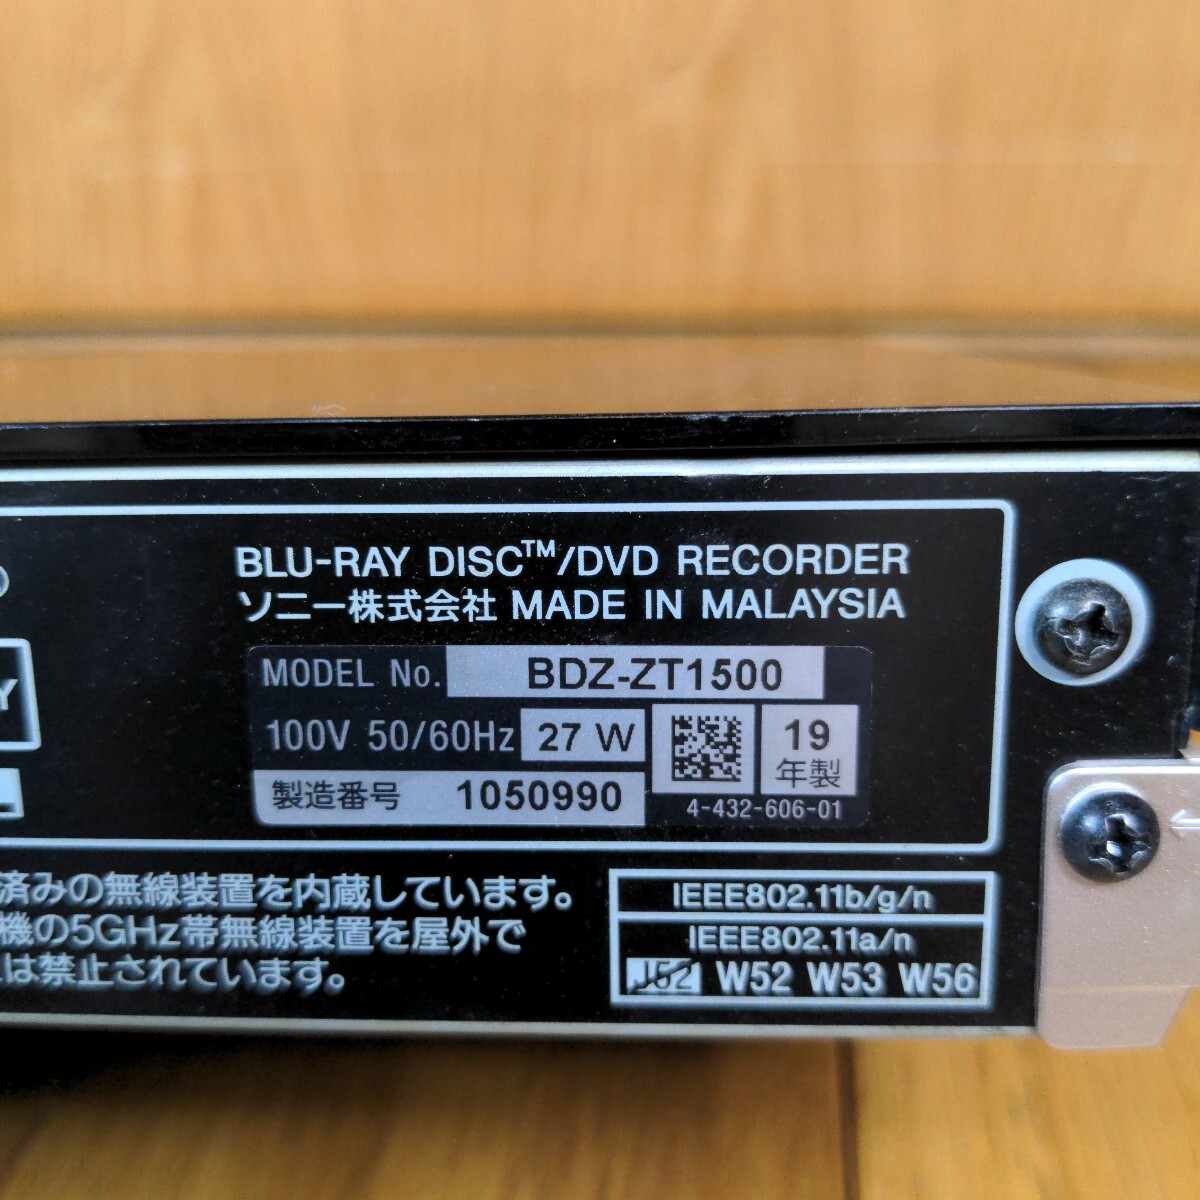 BLU-RAY DISC™/DVD RECORDER
ソニー株式会社 MADE IN MALAYSIA
MODEL No. BDZ-ZT1500
100V 50/60Hz 27 W
19
年製
製造番号 1050990
4-432-606-01
Y
済みの無線装置を内蔵しています。
機の5GHz帯無線装置を屋外で
は禁止されています。
IEEE802.11b/g/n
IEEE802.11a/n
J52 W52 W53 W56